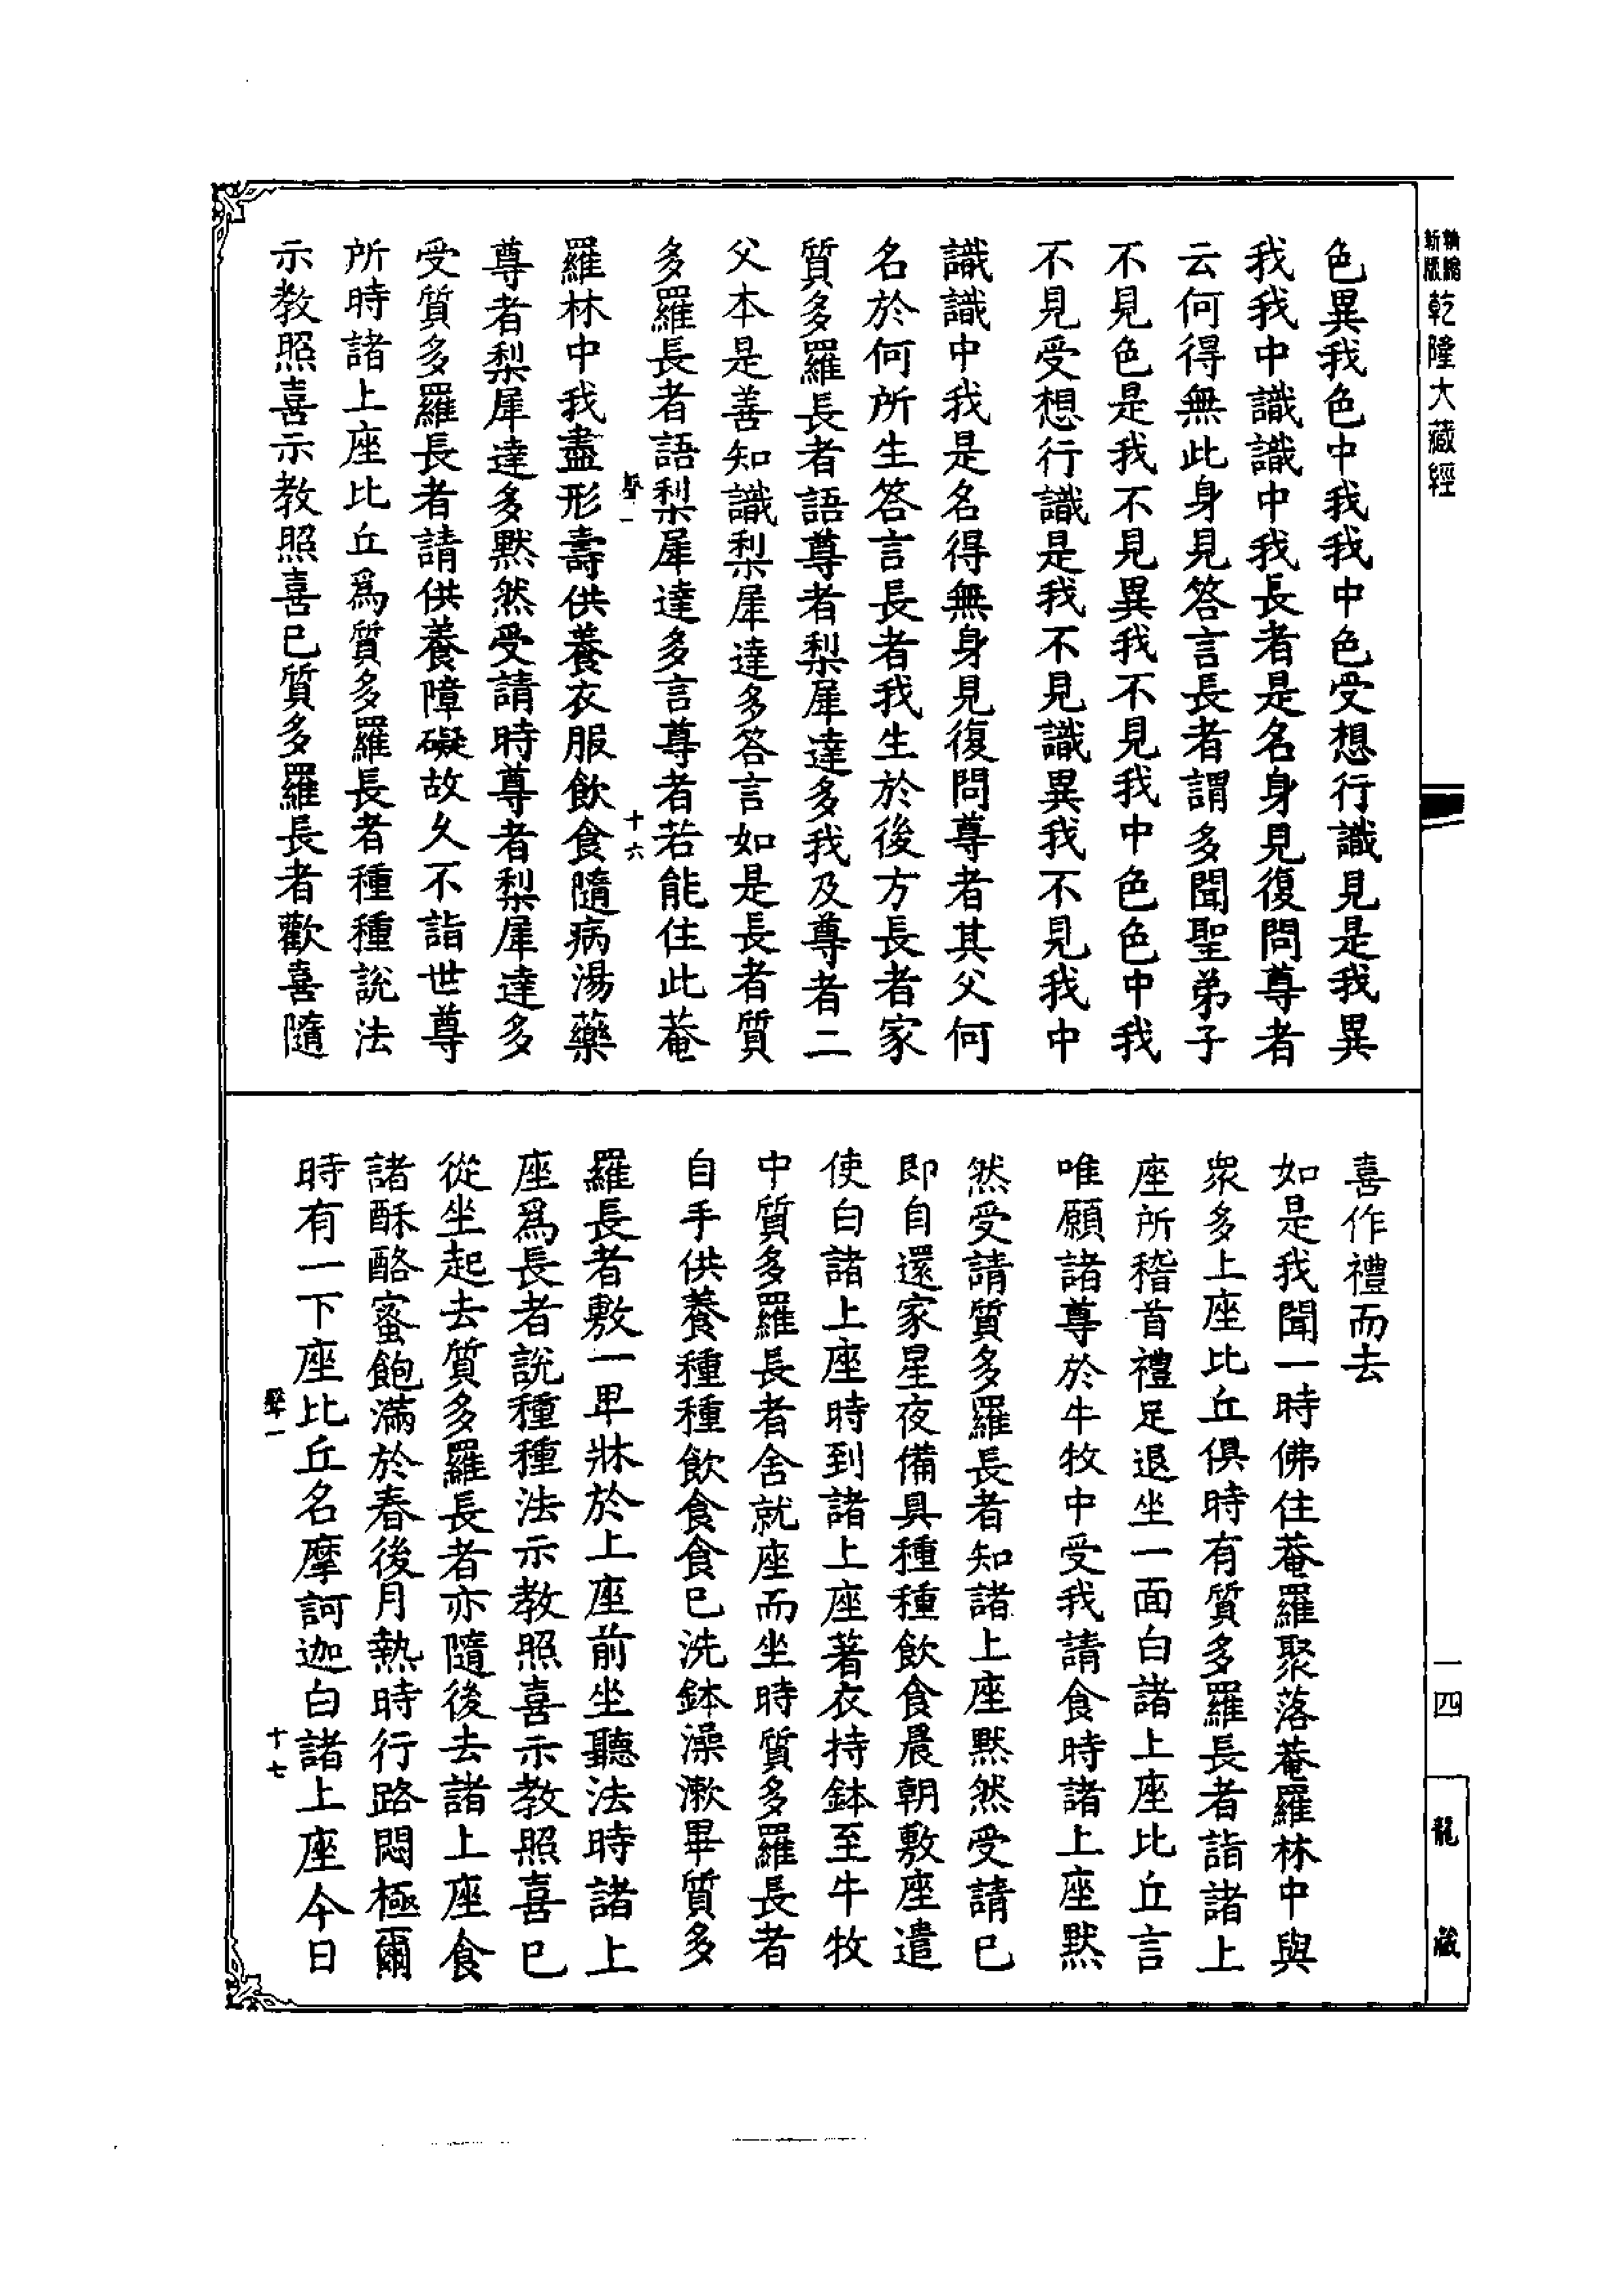 新版
乾隆大藏經
色異我色中我我中色受想行識見是我異
我我中識識中我長者是名身見復問尊者
云何得無此身見答言長者謂多聞聖弟子
不見色是我不見異我不見我中色色中我
不見受想行識是我不見識異我不見我中
識識中我是名得無身見復問尊者其父何
名於何所生答言長者我生於後方長者家
質多羅長者語尊者梨犀達多我及尊者二
父本是善知識梨犀達多答言如是長者質
多羅長者語梨犀達多言尊者若能住此菴
聲一
十六
羅林中我盡形壽供養衣服飲食隨病湯藥
尊者梨犀達多默然受請時尊者梨犀達多
受質多羅長者請供養障礙故久不詣世尊
所時諸上座比丘爲質多羅長者種種說法
示教照喜示教照喜已質多羅長者歡喜隨
喜作禮而去
如是我聞一時佛住菴羅聚落菴羅林中與
衆多上座比丘俱時有質多羅長者詣諸上
座所稽首禮足退坐一面白諸上座比丘言
唯願諸尊於牛牧中受我請食時諸上座默
然受請質多羅長者知諸上座默然受請已
即自還家星夜備具種種飲食晨朝敷座遣
使白諸上座時到諸上座著衣持鉢至牛牧
中質多羅長者舍就座而坐時質多羅長者
自手供養種種飲食食已洗鉢澡漱畢質多
羅長者敷一卑牀於上座前坐聽法時諸上
座爲長者說種種法示教照喜示教照喜已
從坐起去質多羅長者亦隨後去諸上座食
諸酥酪蜜飽滿於春後月熱時行路悶極爾
時有一下座比丘名摩訶迦白諸上座今日
聲一
十七
一四
龍藏